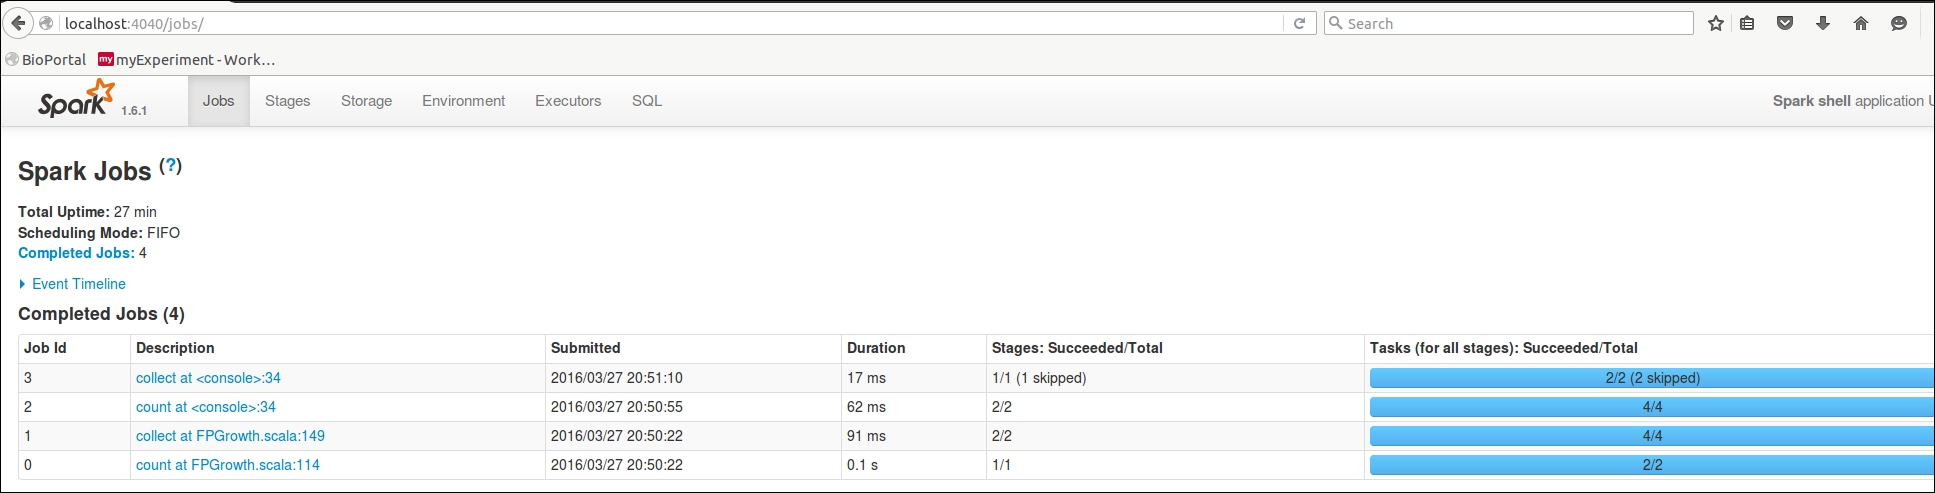 localhost:4040/jobs/
Search
BioPortal my myExperiment - Work...
Spark 1.6.1 Jobs Stages Storage Environment Executors SQL Spark shell application U
Spark Jobs (?)
Total Uptime: 27 min
Scheduling Mode: FIFO
Completed Jobs: 4
Event Timeline
Completed Jobs (4)
Job Id Description Submitted Duration Stages: Succeeded/Total Tasks (for all stages): Succeeded/Total
3 collect at <console>:34 2016/03/27 20:51:10 17 ms 1/1 (1 skipped) 2/2 (2 skipped)
2 count at <console>:34 2016/03/27 20:50:55 62 ms 2/2 4/4
1 collect at FPGrowth.scala:149 2016/03/27 20:50:22 91 ms 2/2 4/4
0 count at FPGrowth.scala:114 2016/03/27 20:50:22 0.1 s 1/1 2/2